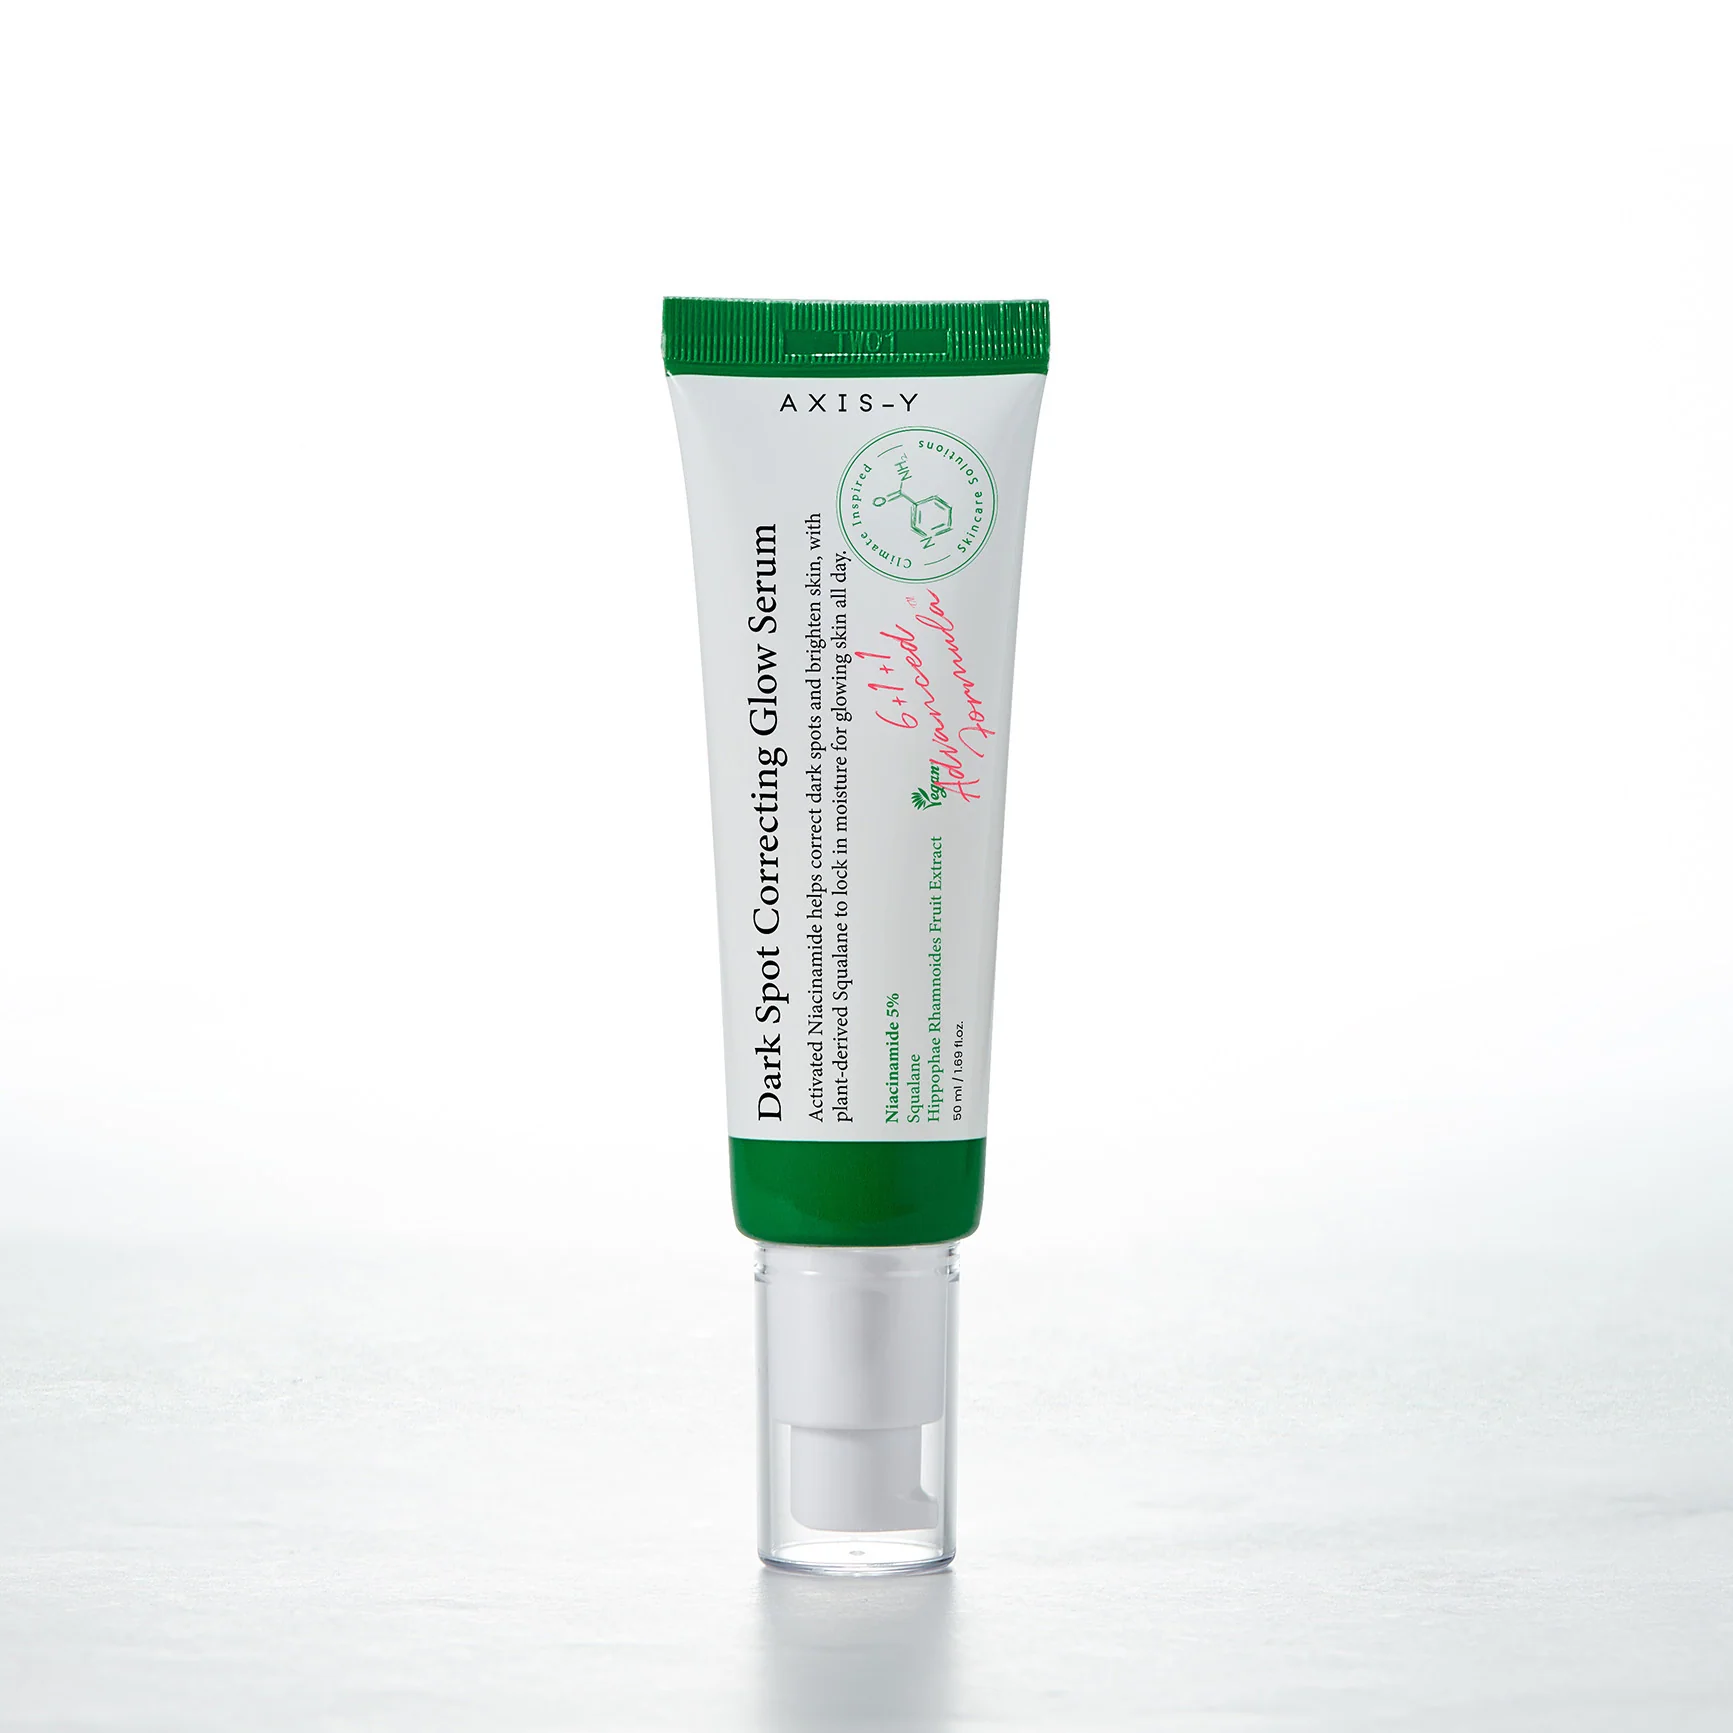 TW01
AXIS-Y
Climate Inspired
Skincare Solutions
NH₂
O
N
Dark Spot Correcting Glow Serum
Activated Niacinamide helps correct dark spots and brighten skin, with
plant-derived Squalane to lock in moisture for glowing skin all day.
6+1+1
Advanced
Formula™
Vegan
Niacinamide 5%
Squalane
Hippophae Rhamnoides Fruit Extract
50 ml / 1.69 fl.oz.